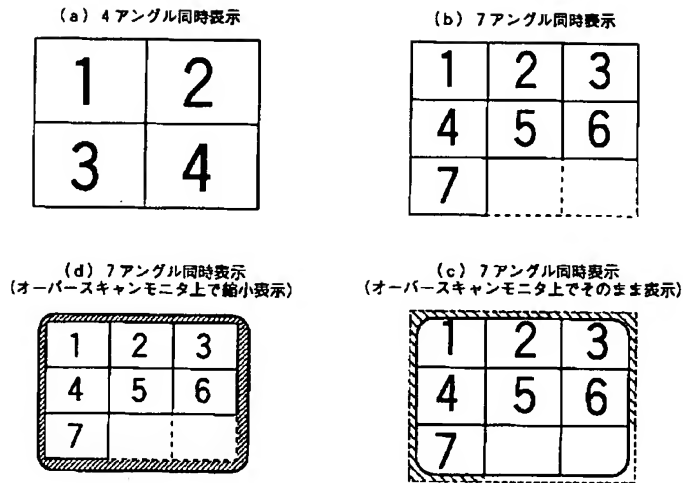 (a) 4アングル同時表示
1 2
3 4
(b) 7アングル同時表示
1 2 3
4 5 6
7
(d) 7アングル同時表示
(オーバースキャンモニタ上で縮小表示)
1 2 3
4 5 6
7
(c) 7アングル同時表示
(オーバースキャンモニタ上でそのまま表示)
1 2 3
4 5 6
7